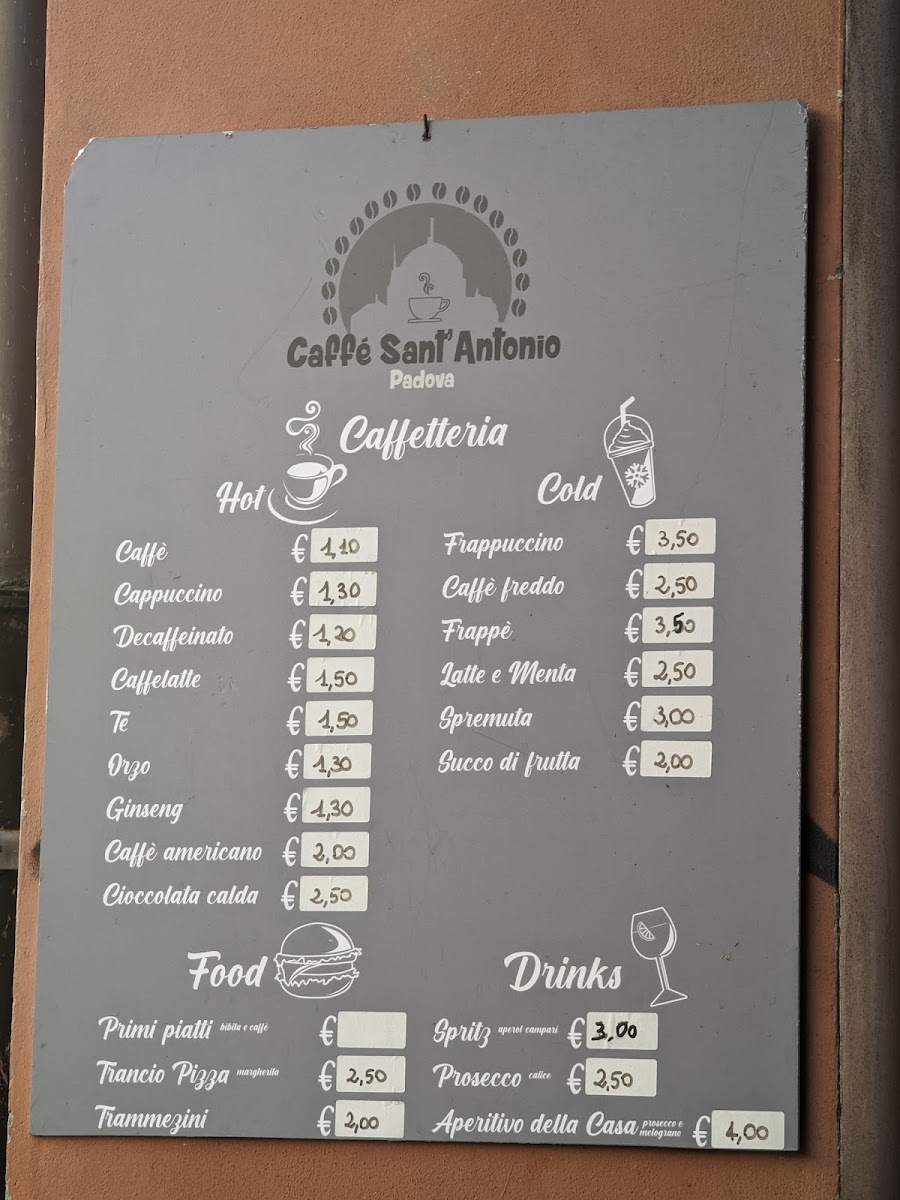 Caffé Sant'Antonio
Padova
Caffetteria
Hot
Caffè € 1,10
Cappuccino € 1,30
Decaffeinato € 1,20
Caffelatte € 1,50
Tè € 1,50
Orzo € 1,30
Ginseng € 1,30
Caffè americano € 2,00
Cioccolata calda € 2,50
Cold
Frappuccino € 3,50
Caffè freddo € 2,50
Frappè € 3,50
Latte e Menta € 2,50
Spremuta € 3,00
Succo di frutta € 2,00
Food
Primi piatti bibita e caffé €
Trancio Pizza margherita € 2,50
Trammezini € 2,00
Drinks
Spritz aperol campari € 3,00
Prosecco calice € 2,50
Aperitivo della Casa prosecco e melograno € 4,00